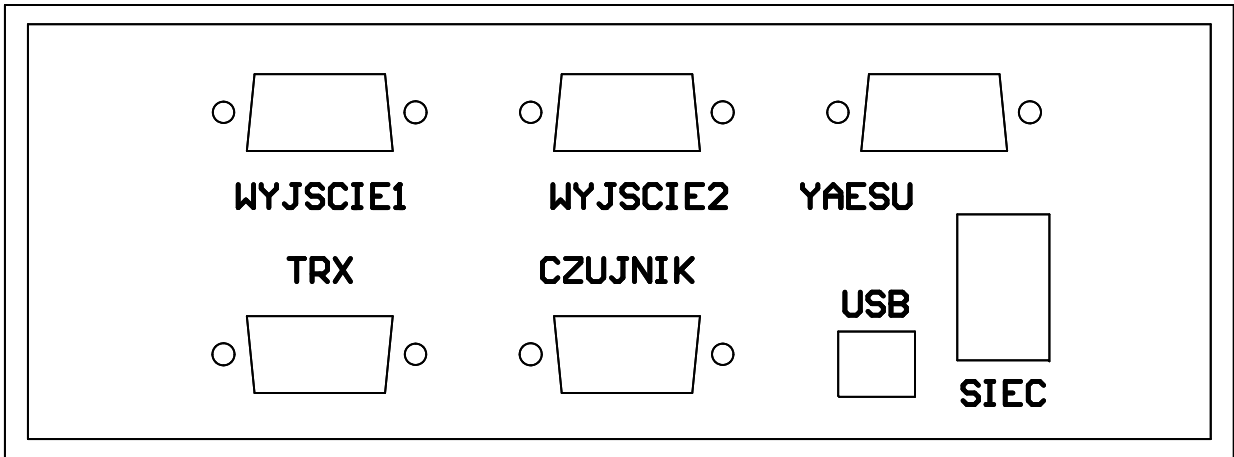 WYJSCIE1
WYJSCIE2
YAESU
TRX
CZUJNIK
USB
SIEC